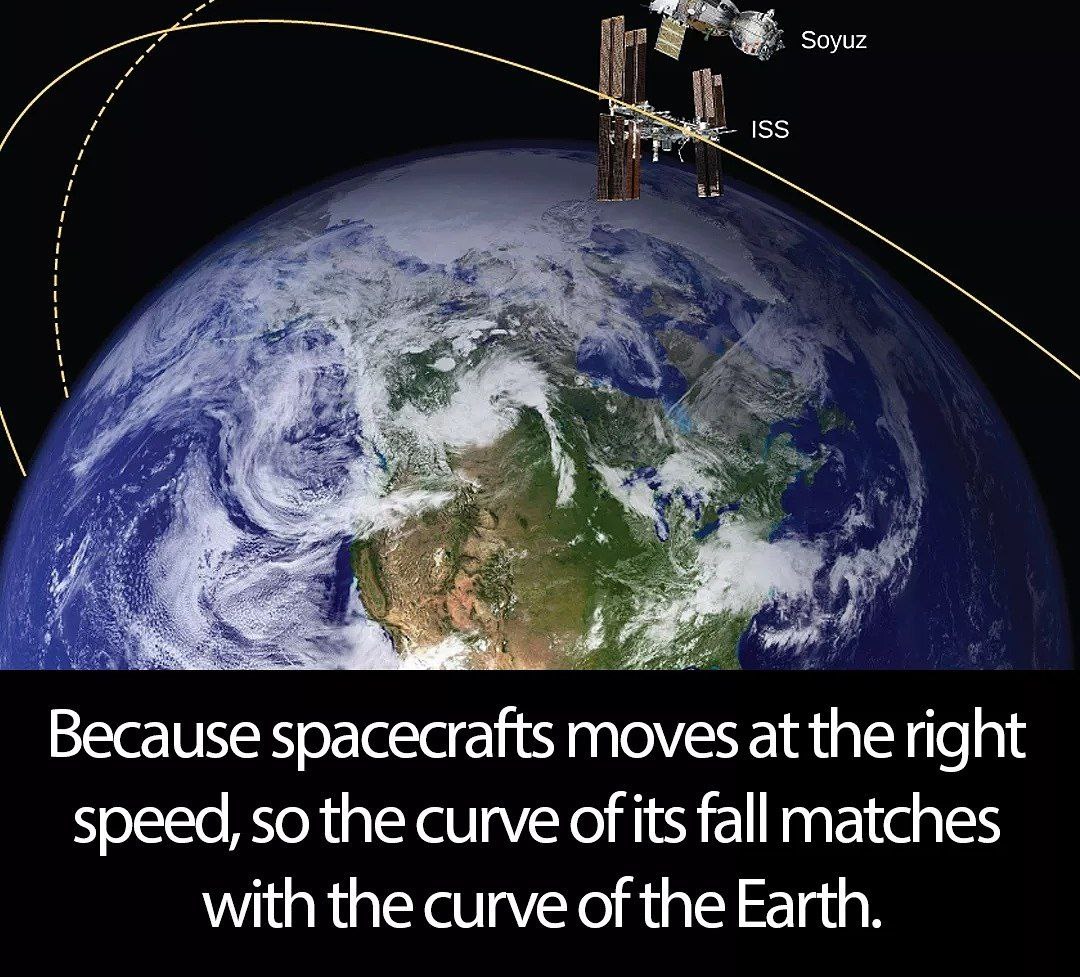 Soyuz
ISS
Because spacecrafts moves at the right
speed, so the curve of its fall matches
with the curve of the Earth.